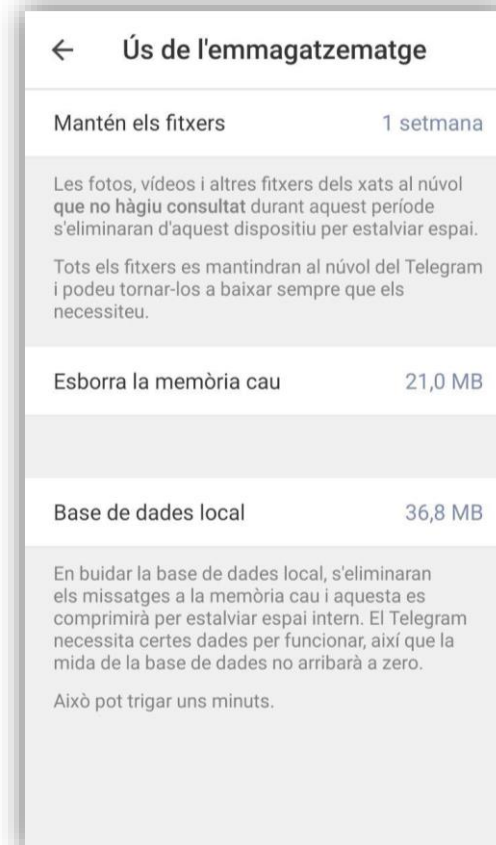 Ús de l'emmagatzematge
Mantén els fitxers 1 setmana
Les fotos, vídeos i altres fitxers dels xats al núvol
que no hàgiu consultat durant aquest període
s'eliminaran d'aquest dispositiu per estalviar espai.
Tots els fitxers es mantindran al núvol del Telegram
i podeu tornar-los a baixar sempre que els
necessiteu.
Esborra la memòria cau 21,0 MB
Base de dades local 36,8 MB
En buidar la base de dades local, s'eliminaran
els missatges a la memòria cau i aquesta es
comprimirà per estalviar espai intern. El Telegram
necessita certes dades per funcionar, així que la
mida de la base de dades no arribarà a zero.
Això pot trigar uns minuts.